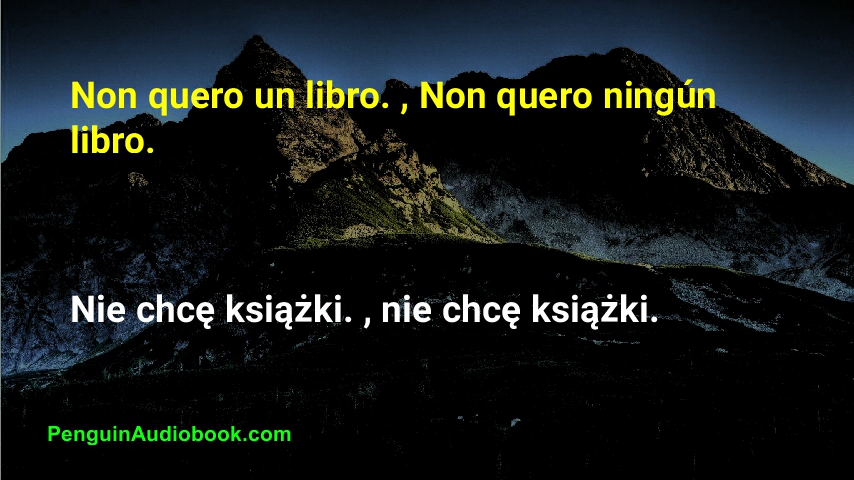 Non quero un libro. , Non quero ningún
libro.
Nie chcę książki. , nie chcę książki.
PenguinAudiobook.com